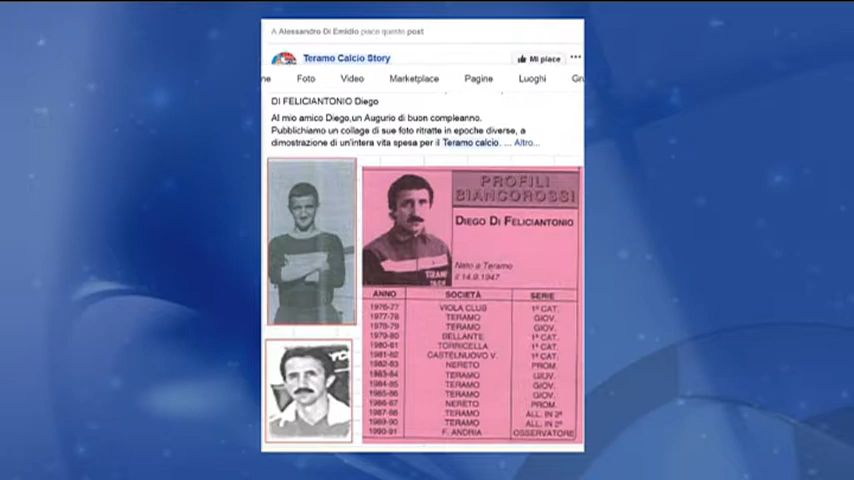 A Alessandro Di Emidio piace questo post
Teramo Calcio Story
Mi piace
ne Foto Video Marketplace Pagine Luoghi Gru
DI FELICIANTONIO Diego
Al mio amico Diego,un Augurio di buon compleanno.
Pubblichiamo un collage di sue foto ritratte in epoche diverse, a
dimostrazione di un'intera vita spesa per il Teramo calcio. ... Altro...
PROFILI
BIANCOROSSI
DIEGO DI FELICIANTONIO
Nato a Teramo
il 14.9.1947
ANNO SOCIETÀ SERIE
1976-77 VIOLA CLUB 1ª CAT.
1977-78 TERAMO GIOV.
1978-79 TERAMO GIOV.
1979-80 BELLANTE 1ª CAT.
1980-81 TORRICELLA 1ª CAT.
1981-82 CASTELNUOVO V. 1ª CAT.
1982-83 NERETO PROM.
1983-84 TERAMO GIOV.
1984-85 TERAMO GIOV.
1985-86 TERAMO GIOV.
1986-87 NERETO PROM.
1987-88 TERAMO ALL. IN 2ª
1989-90 TERAMO ALL. IN 2ª
1990-91 F. ANDRIA OSSERVATORE